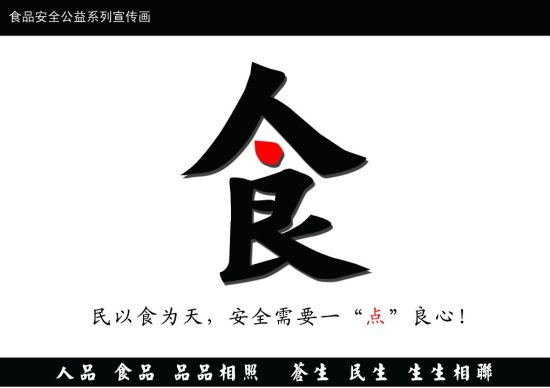 食品安全公益系列宣传画
食
民以食为天，安全需要一“点”良心！
人品 食品 品品相照 蒼生 民生 生生相聯